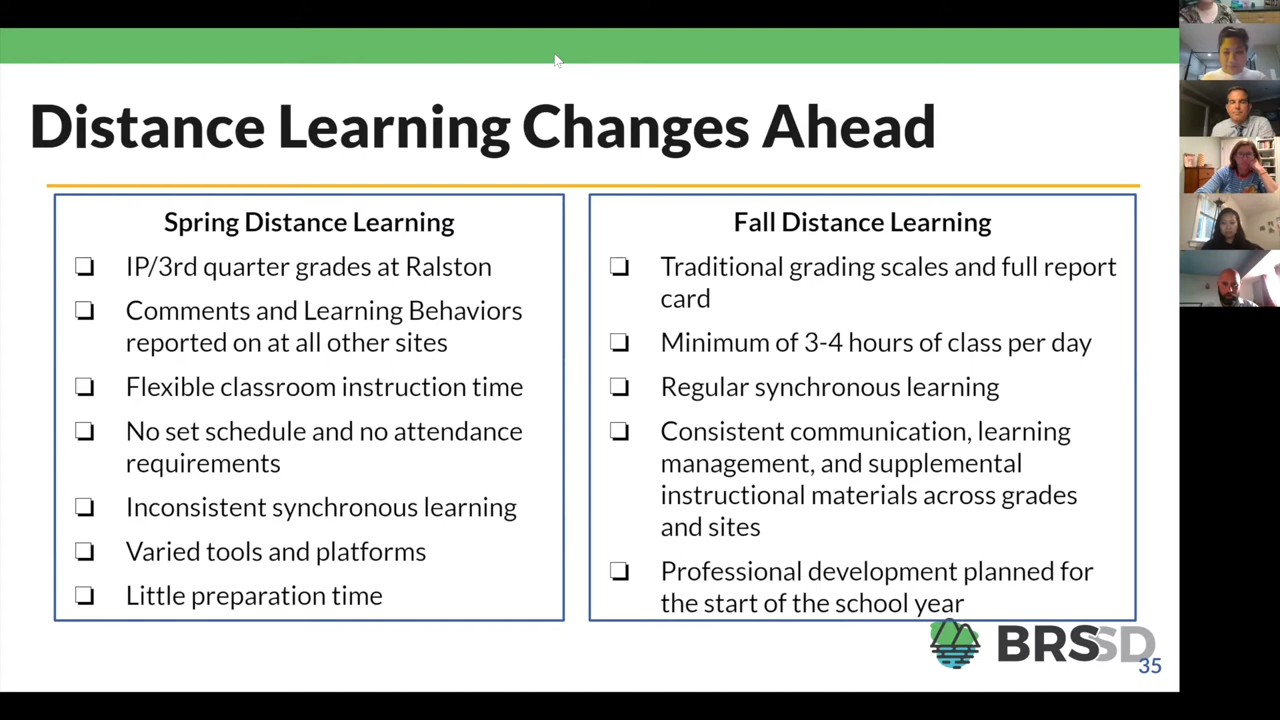 Distance Learning Changes Ahead
Spring Distance Learning
IP/3rd quarter grades at Ralston
Comments and Learning Behaviors
reported on at all other sites
Flexible classroom instruction time
No set schedule and no attendance
requirements
Inconsistent synchronous learning
Varied tools and platforms
Little preparation time
Fall Distance Learning
Traditional grading scales and full report
card
Minimum of 3-4 hours of class per day
Regular synchronous learning
Consistent communication, learning
management, and supplemental
instructional materials across grades
and sites
Professional development planned for
the start of the school year
BRSSD
35